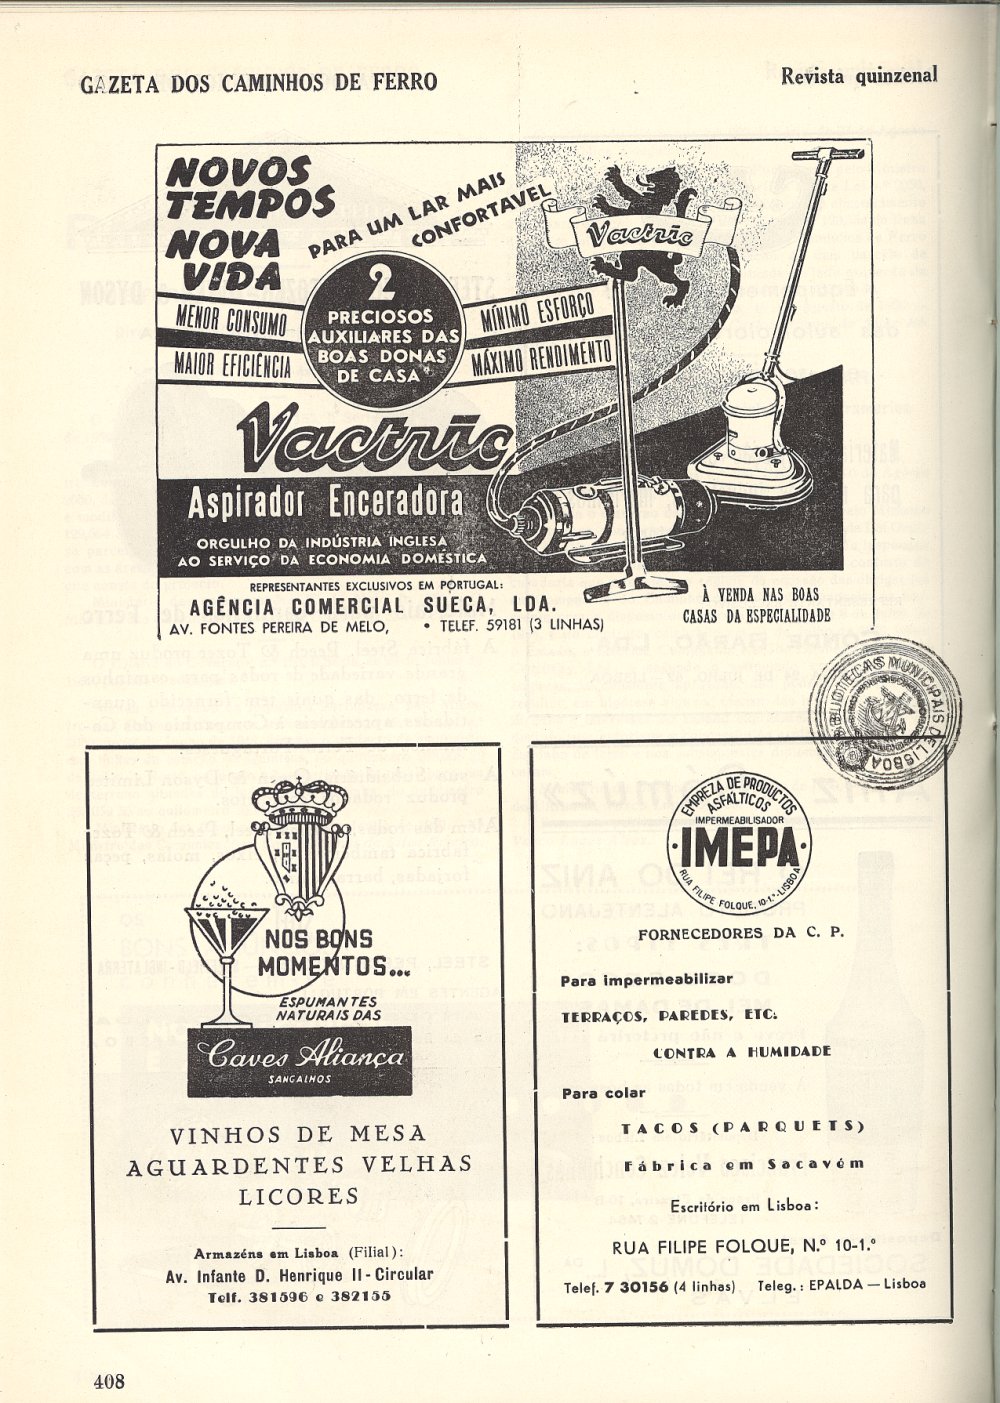 GAZETA DOS CAMINHOS DE FERRO
Revista quinzenal
NOVOS
TEMPOS
NOVA
VIDA
PARA UM LAR MAIS
CONFORTAVEL
Vactric
MENOR CONSUMO
MAIOR EFICIÊNCIA
2
PRECIOSOS
AUXILIARES DAS
BOAS DONAS
DE CASA
MÍNIMO ESFORÇO
MÁXIMO RENDIMENTO
Vactric
Aspirador Enceradora
ORGULHO DA INDÚSTRIA INGLESA
AO SERVIÇO DA ECONOMIA DOMÉSTICA
REPRESENTANTES EXCLUSIVOS EM PORTUGAL:
AGÊNCIA COMERCIAL SUECA, LDA.
AV. FONTES PEREIRA DE MELO, • TELEF. 59181 (3 LINHAS)
À VENDA NAS BOAS
CASAS DA ESPECIALIDADE
BIBLIOTECAS MUNICIPAIS DE LISBOA
NOS BONS
MOMENTOS...
ESPUMANTES
NATURAIS DAS
Caves Aliança
SANGALHOS
VINHOS DE MESA
AGUARDENTES VELHAS
LICORES
Armazéns em Lisboa (Filial):
Av. Infante D. Henrique II-Circular
Telf. 381596 e 382155
EMPREZA DE PRODUCTOS
ASFÁLTICOS
IMPERMEABILISADOR
IMEPA
RUA FILIPE FOLQUE, 10-1.º-LISBOA
FORNECEDORES DA C. P.
Para impermeabilizar
TERRAÇOS, PAREDES, ETC.
CONTRA A HUMIDADE
Para colar
TACOS (PARQUETS)
Fábrica em Sacavém
Escritório em Lisboa:
RUA FILIPE FOLQUE, N.º 10-1.º
Telef. 7 30156 (4 linhas) Teleg.: EPALDA — Lisboa
408